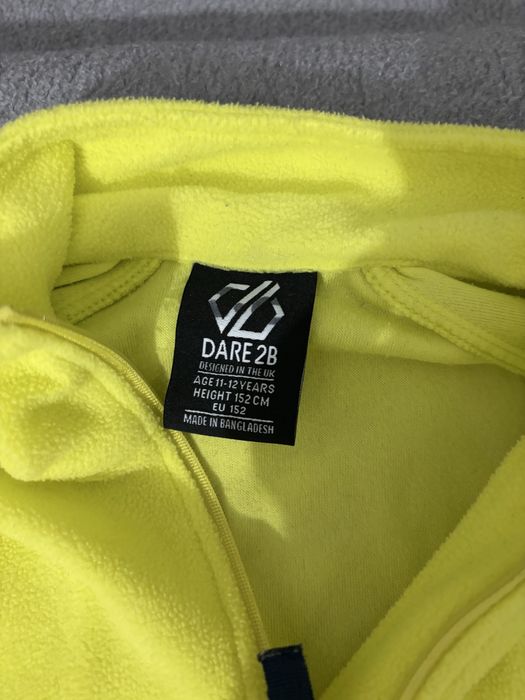 DARE 2B
DESIGNED IN THE UK
AGE 11-12 YEARS
HEIGHT 152 CM
EU 152
MADE IN BANGLADESH